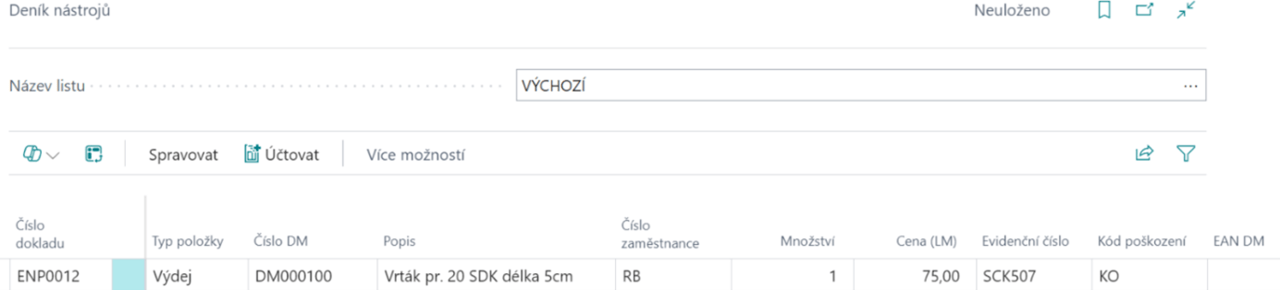 Deník nástrojů Neuloženo
Název listu VÝCHOZÍ ...
Spravovat Účtovat Více možností
Číslo dokladu Typ položky Číslo DM Popis Číslo zaměstnance Množství Cena (LM) Evidenční číslo Kód poškození EAN DM
ENP0012 Výdej DM000100 Vrták pr. 20 SDK délka 5cm RB 1 75,00 SCK507 KO